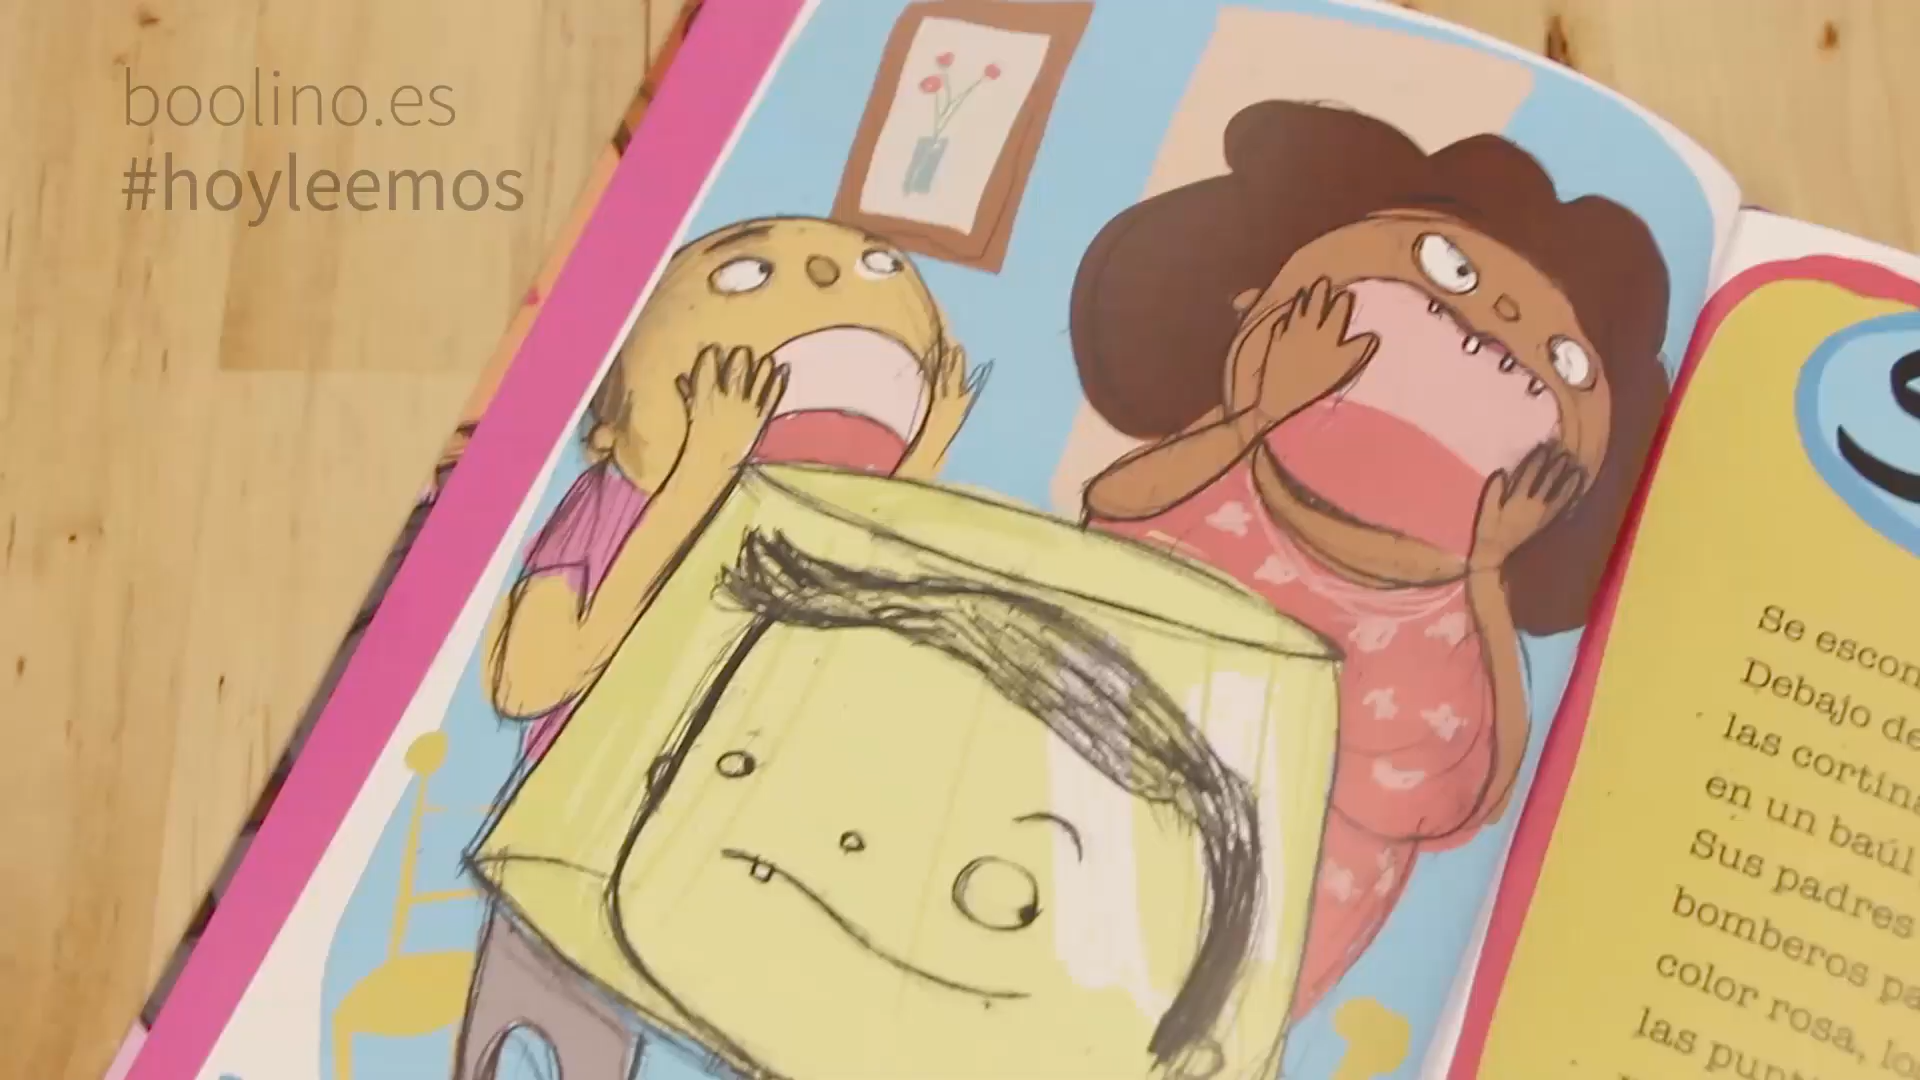 boolino.es
#hoyleemos
Se escon
Debajo de
las cortina
en un baúl
Sus padres
bomberos pa
color rosa, lo
las punt